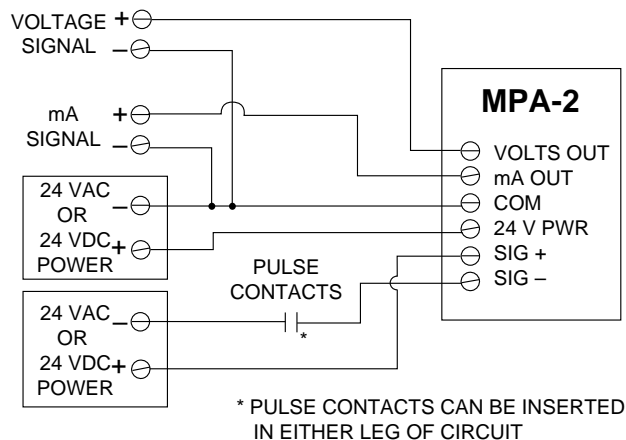 VOLTAGE +
SIGNAL –
mA +
SIGNAL –
24 VAC –
OR
24 VDC +
POWER
24 VAC –
OR
24 VDC +
POWER
PULSE
CONTACTS
*
MPA-2
VOLTS OUT
mA OUT
COM
24 V PWR
SIG +
SIG –
* PULSE CONTACTS CAN BE INSERTED
IN EITHER LEG OF CIRCUIT